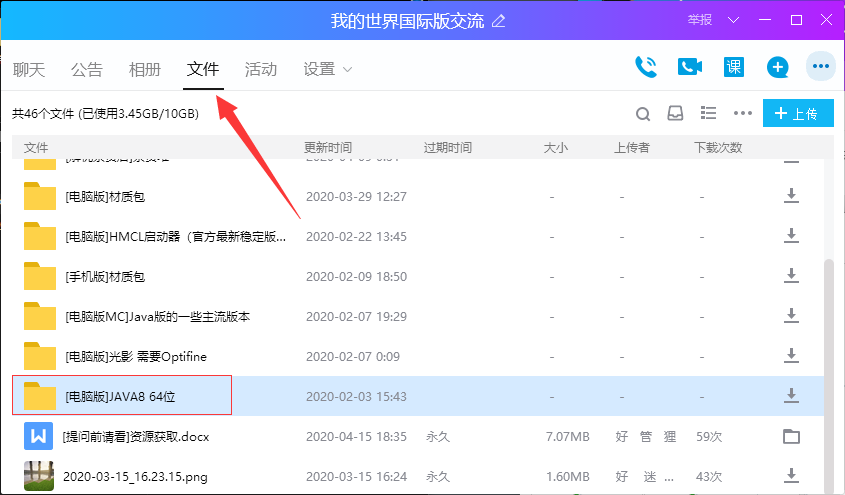 我的世界国际版交流
举报
聊天 公告 相册 文件 活动 设置
课
共46个文件 (已使用3.45GB/10GB)
上传
文件 更新时间 过期时间 大小 上传者 下载次数
[电脑版]材质包 2020-03-29 12:27 - - -
[电脑版]HMCL启动器（官方最新稳定版... 2020-02-22 13:45 - - -
[手机版]材质包 2020-02-09 18:50 - - -
[电脑版MC]Java版的一些主流版本 2020-02-07 19:29 - - -
[电脑版]光影 需要Optifine 2020-02-07 0:09 - - -
[电脑版]JAVA8 64位 2020-02-03 15:43 - - -
W [提问前请看]资源获取.docx 2020-04-15 18:35 永久 7.07MB 好 管 狸 59次
2020-03-15_16.23.15.png 2020-03-15 16:24 永久 1.60MB 好 迷 ... 43次